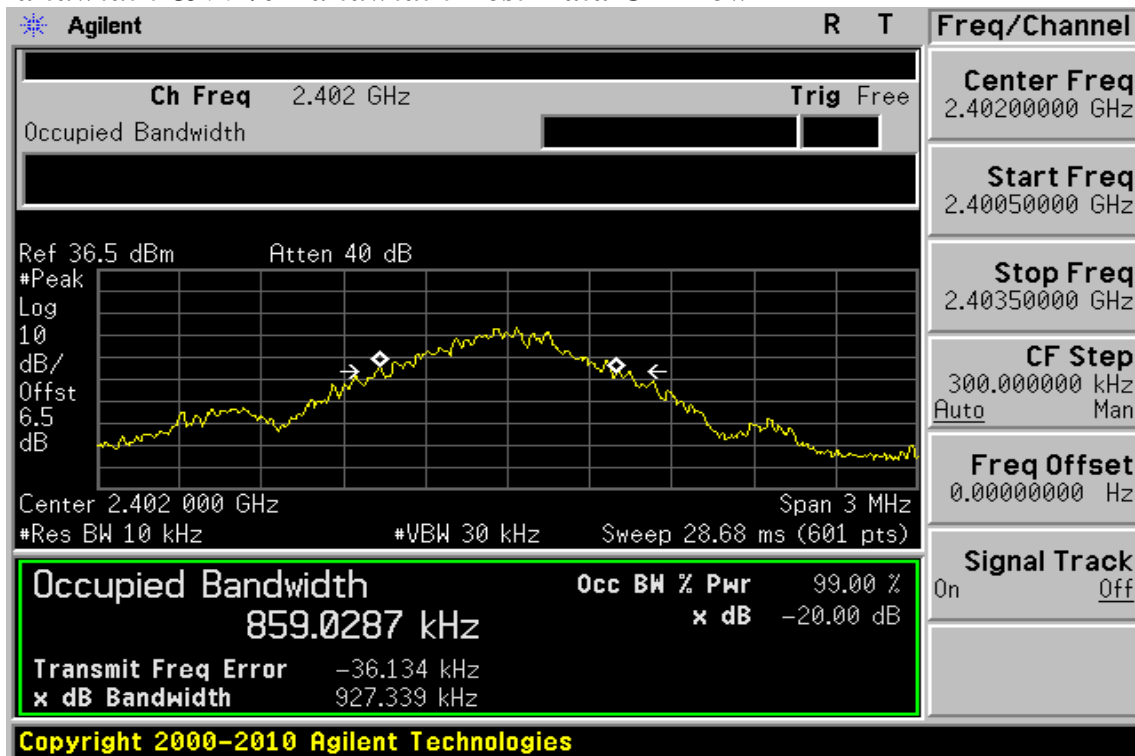 Agilent R T
Freq/Channel
Ch Freq 2.402 GHz Trig Free
Occupied Bandwidth
Center Freq
2.40200000 GHz
Start Freq
2.40050000 GHz
Stop Freq
2.40350000 GHz
CF Step
300.000000 kHz
Auto Man
Freq Offset
0.00000000 Hz
Signal Track
On Off
Ref 36.5 dBm Atten 40 dB
#Peak
Log
10
dB/
Offst
6.5
dB
Center 2.402 000 GHz Span 3 MHz
#Res BW 10 kHz #VBW 30 kHz Sweep 28.68 ms (601 pts)
Occupied Bandwidth
859.0287 kHz
Occ BW % Pwr 99.00 %
x dB -20.00 dB
Transmit Freq Error -36.134 kHz
x dB Bandwidth 927.339 kHz
Copyright 2000-2010 Agilent Technologies